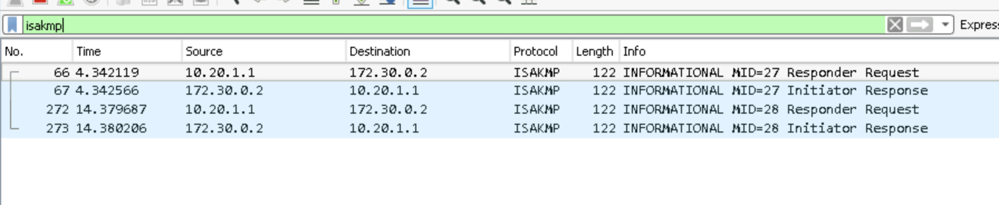 isakmp Express
No. Time Source Destination Protocol Length Info
66 4.342119 10.20.1.1 172.30.0.2 ISAKMP 122 INFORMATIONAL MID=27 Responder Request
67 4.342566 172.30.0.2 10.20.1.1 ISAKMP 122 INFORMATIONAL MID=27 Initiator Response
272 14.379687 10.20.1.1 172.30.0.2 ISAKMP 122 INFORMATIONAL MID=28 Responder Request
273 14.380206 172.30.0.2 10.20.1.1 ISAKMP 122 INFORMATIONAL MID=28 Initiator Response